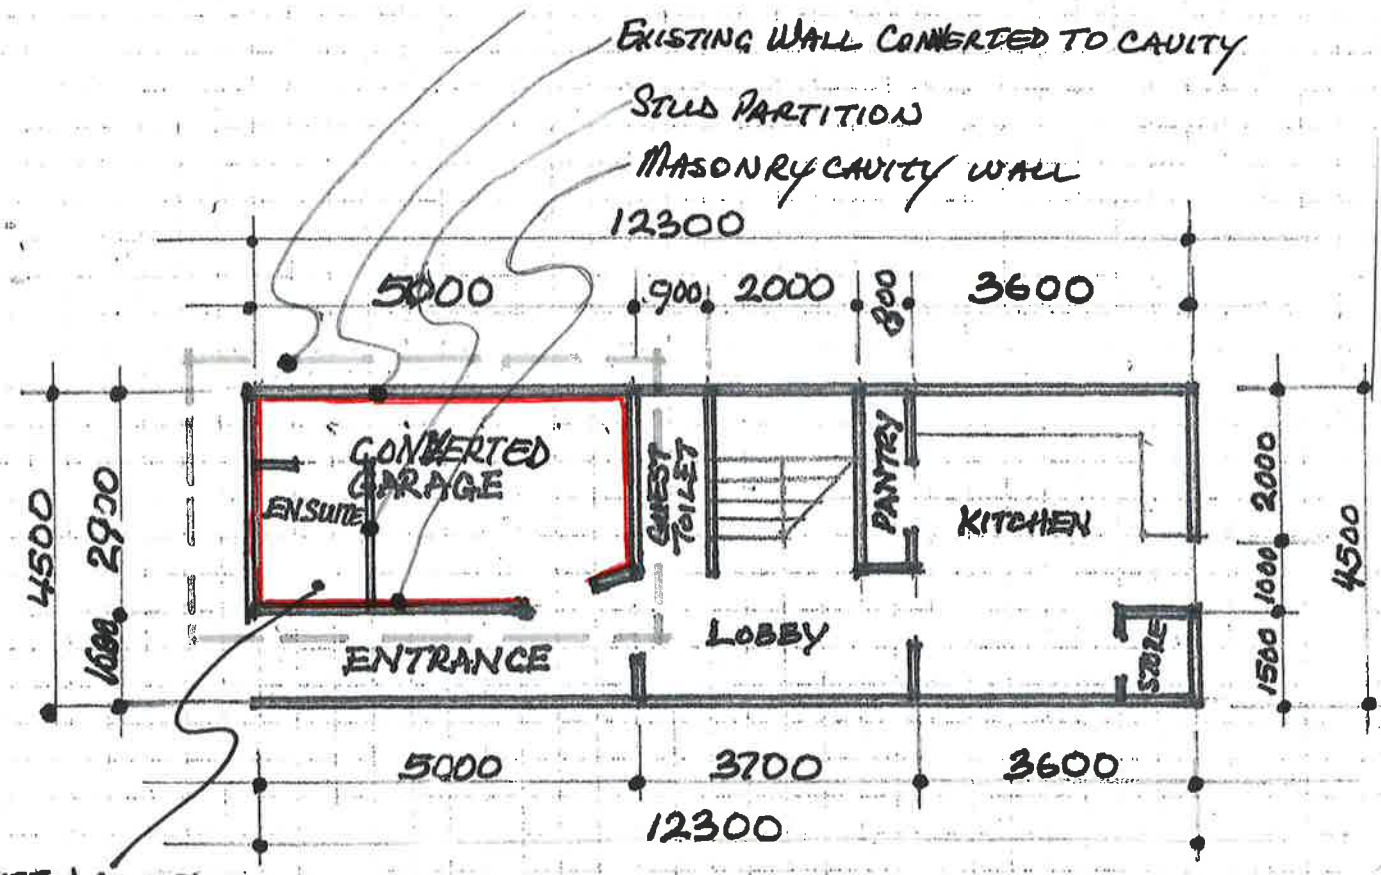 EXISTING WALL CONVERTED TO CAVITY
STUD PARTITION
MASONRY CAVITY WALL
12300
5000
900
2000
800
3600
CONVERTED
GARAGE
ENSUITE
GUEST
TOILET
PANTRY
KITCHEN
4500
2900
1600
2000
1000
1500
4500
LOBBY
ENTRANCE
STORE
5000
3700
3600
12300